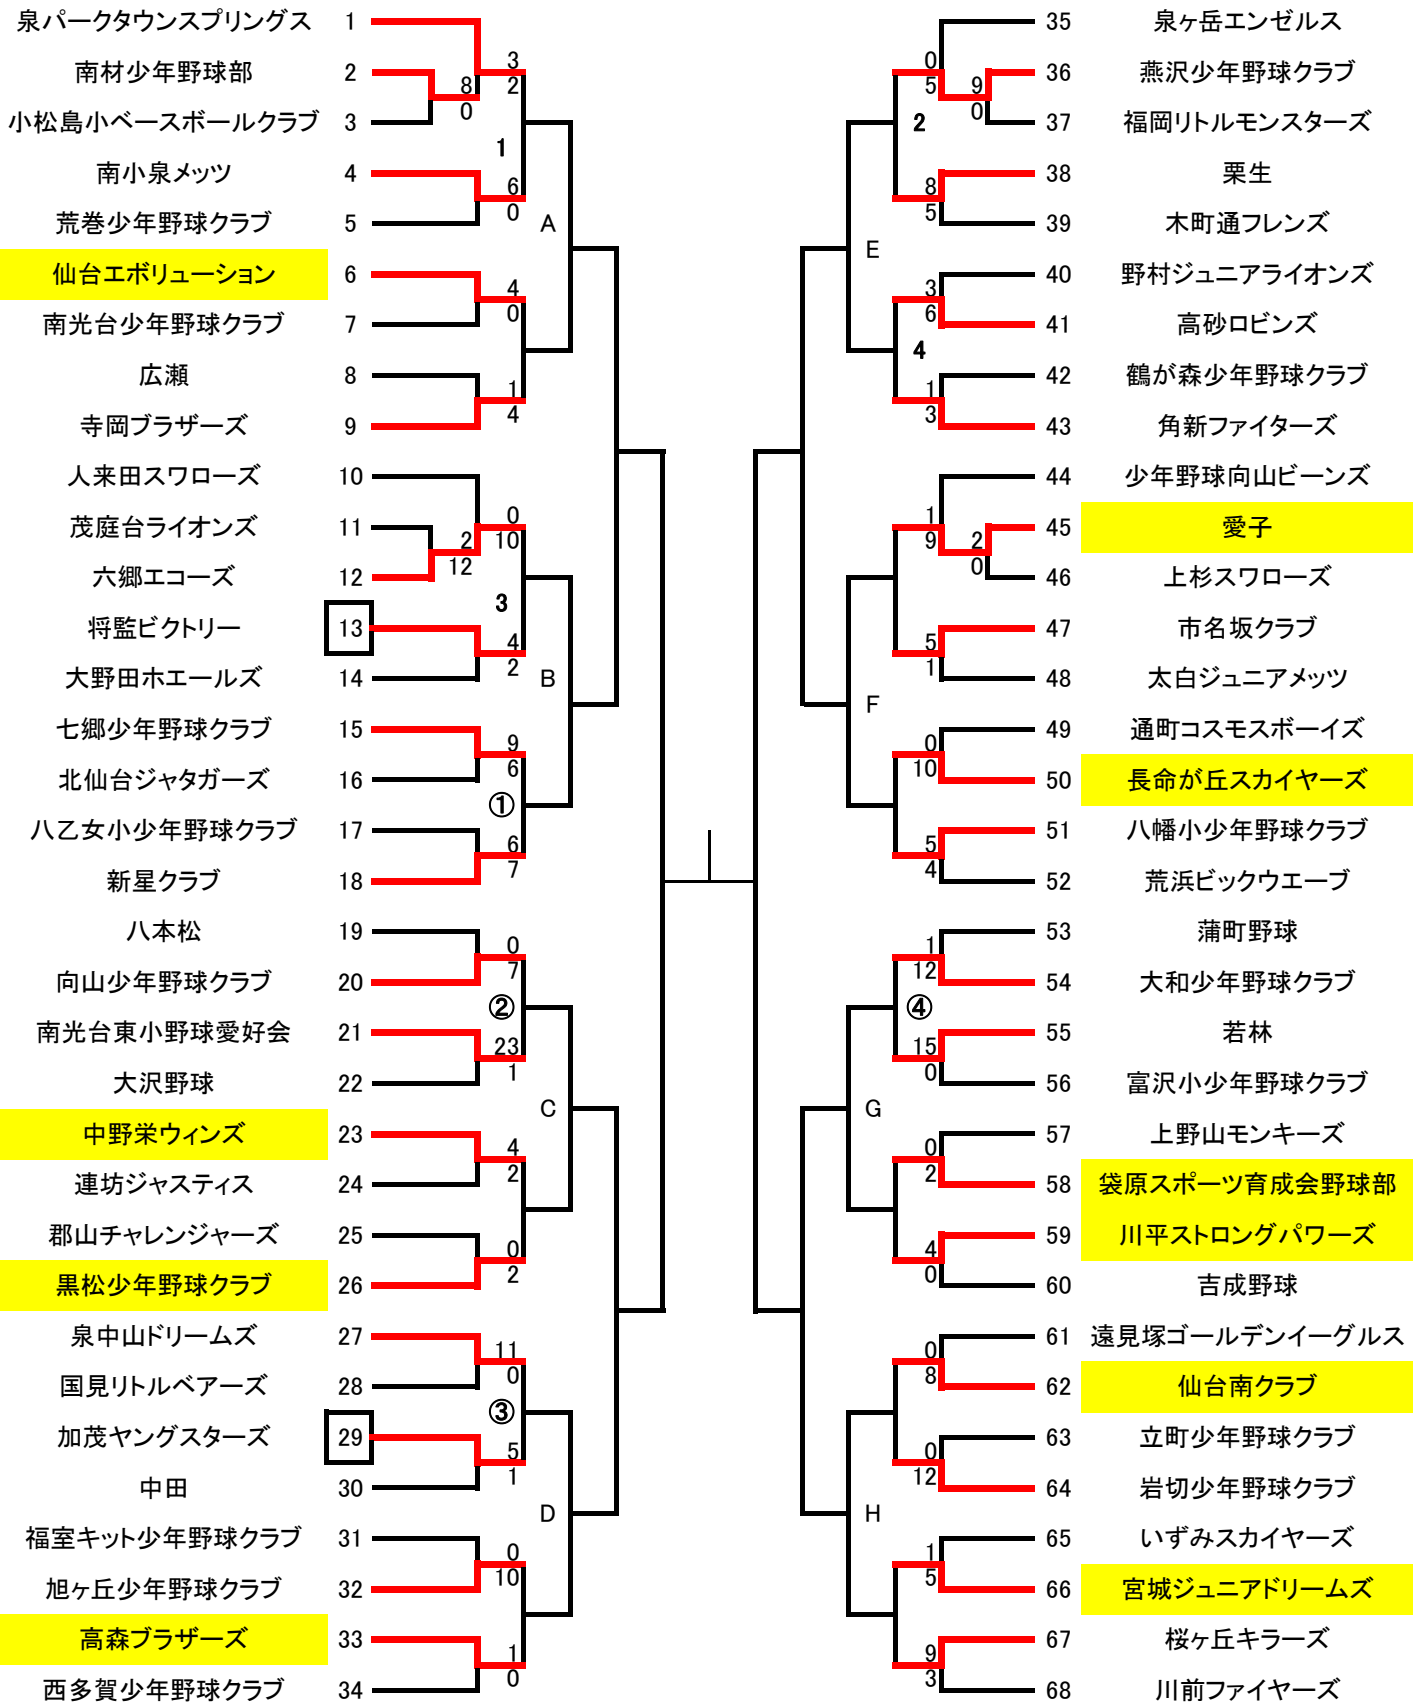 泉パークタウンスプリングス 1
南材少年野球部 2
小松島小ベースボールクラブ 3
南小泉メッツ 4
荒巻少年野球クラブ 5
仙台エボリューション 6
南光台少年野球クラブ 7
広瀬 8
寺岡ブラザーズ 9
人来田スワローズ 10
茂庭台ライオンズ 11
六郷エコーズ 12
将監ビクトリー 13
大野田ホエールズ 14
七郷少年野球クラブ 15
北仙台ジャタガーズ 16
八乙女小少年野球クラブ 17
新星クラブ 18
八本松 19
向山少年野球クラブ 20
南光台東小野球愛好会 21
大沢野球 22
中野栄ウィンズ 23
連坊ジャスティス 24
郡山チャレンジャーズ 25
黒松少年野球クラブ 26
泉中山ドリームズ 27
国見リトルベアーズ 28
加茂ヤングスターズ 29
中田 30
福室キット少年野球クラブ 31
旭ヶ丘少年野球クラブ 32
高森ブラザーズ 33
西多賀少年野球クラブ 34
8
0
2
12
3
2
1
6
0
A
4
0
1
4
0
10
3
4
2
B
9
6
①
6
7
0
7
②
23
1
C
4
2
0
2
11
0
③
5
1
D
0
10
1
0
0
5
2
8
5
E
3
6
4
1
3
1
9
5
1
F
0
10
5
4
1
12
④
15
0
G
0
2
4
0
0
8
0
12
H
1
5
9
3
9
0
2
0
35 泉ヶ岳エンゼルス
36 燕沢少年野球クラブ
37 福岡リトルモンスターズ
38 栗生
39 木町通フレンズ
40 野村ジュニアライオンズ
41 高砂ロビンズ
42 鶴が森少年野球クラブ
43 角新ファイターズ
44 少年野球向山ビーンズ
45 愛子
46 上杉スワローズ
47 市名坂クラブ
48 太白ジュニアメッツ
49 通町コスモスボーイズ
50 長命が丘スカイヤーズ
51 八幡小少年野球クラブ
52 荒浜ビックウエーブ
53 蒲町野球
54 大和少年野球クラブ
55 若林
56 富沢小少年野球クラブ
57 上野山モンキーズ
58 袋原スポーツ育成会野球部
59 川平ストロングパワーズ
60 吉成野球
61 遠見塚ゴールデンイーグルス
62 仙台南クラブ
63 立町少年野球クラブ
64 岩切少年野球クラブ
65 いずみスカイヤーズ
66 宮城ジュニアドリームズ
67 桜ヶ丘キラーズ
68 川前ファイヤーズ